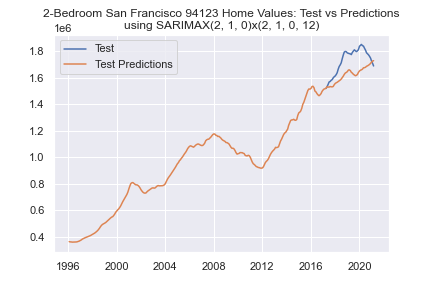 2-Bedroom San Francisco 94123 Home Values: Test vs Predictions
using SARIMAX(2, 1, 0)x(2, 1, 0, 12)
1e6
Test
Test Predictions
1.8
1.6
1.4
1.2
1.0
0.8
0.6
0.4
1996 2000 2004 2008 2012 2016 2020